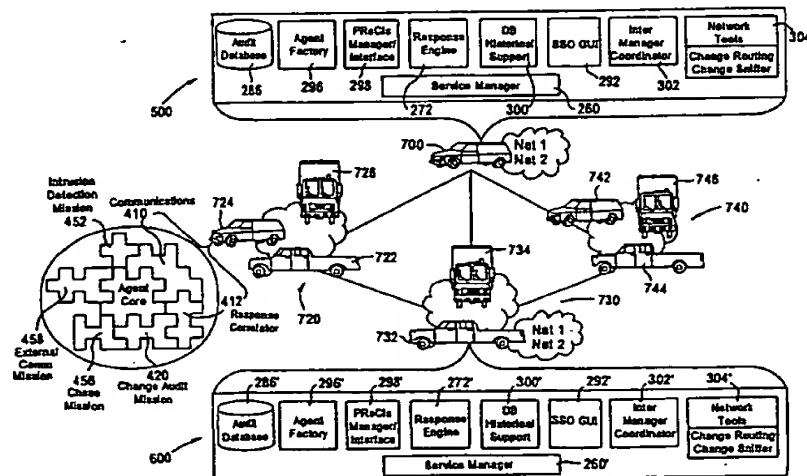 Audit
Database
286
Agent
Factory
296
PReCIs
Manager/
Interface
298
Response
Engine
DB
Historical
Support
SSO GUI
292
Inter
Manager
Coordinator
302
Network
Tools
Change Routing
Change Sniffer
304
Service Manager
500
272
300
260
700
Net 1
Net 2
Intrusion
Detection
Mission
452
Communications
410
724
726
742
746
740
734
722
744
Agent
Core
412
Response
Correlator
720
730
458
External
Comm
Mission
732
Net 1
Net 2
456
Chase
Mission
420
Change Audit
Mission
286'
296'
298'
272'
300'
292'
302'
304'
Audit
Database
Agent
Factory
PReCIs
Manager/
Interface
Response
Engine
DB
Historical
Support
SSO GUI
Inter
Manager
Coordinator
Network
Tools
Change Routing
Change Sniffer
600
Service Manager
260'